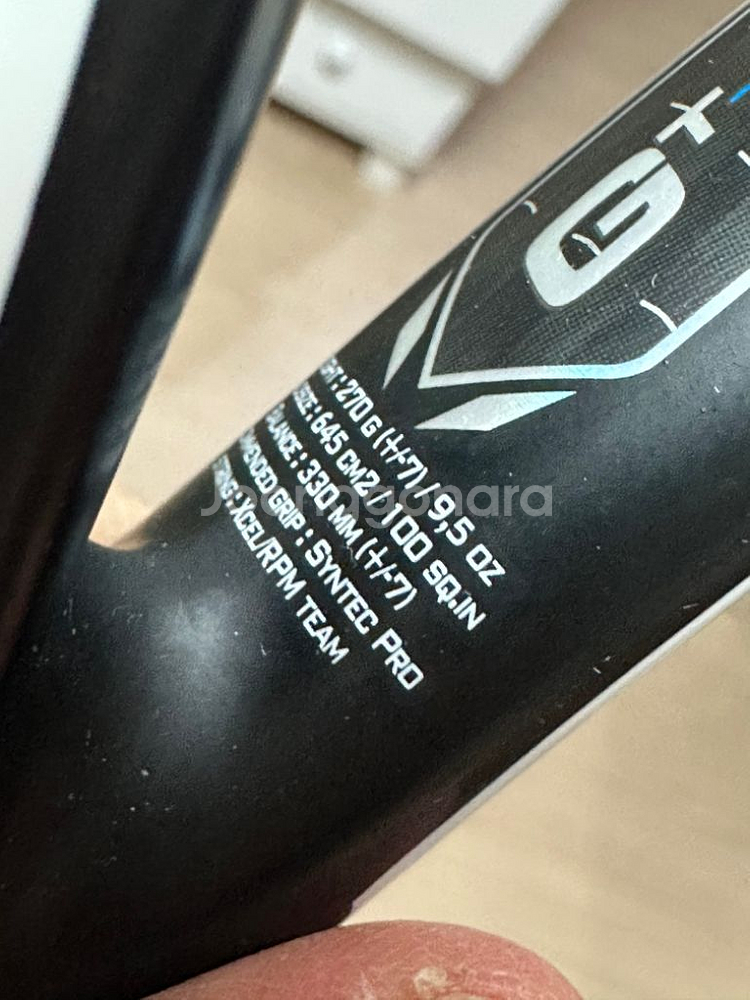 G+
270 G (+/-7) / 9,5 OZ
645 CM2 / 100 SQ.IN
: 330 MM (+/-7)
GRIP : SYNTEC PRO
: XCEL/RPM TEAM
Joonggonara